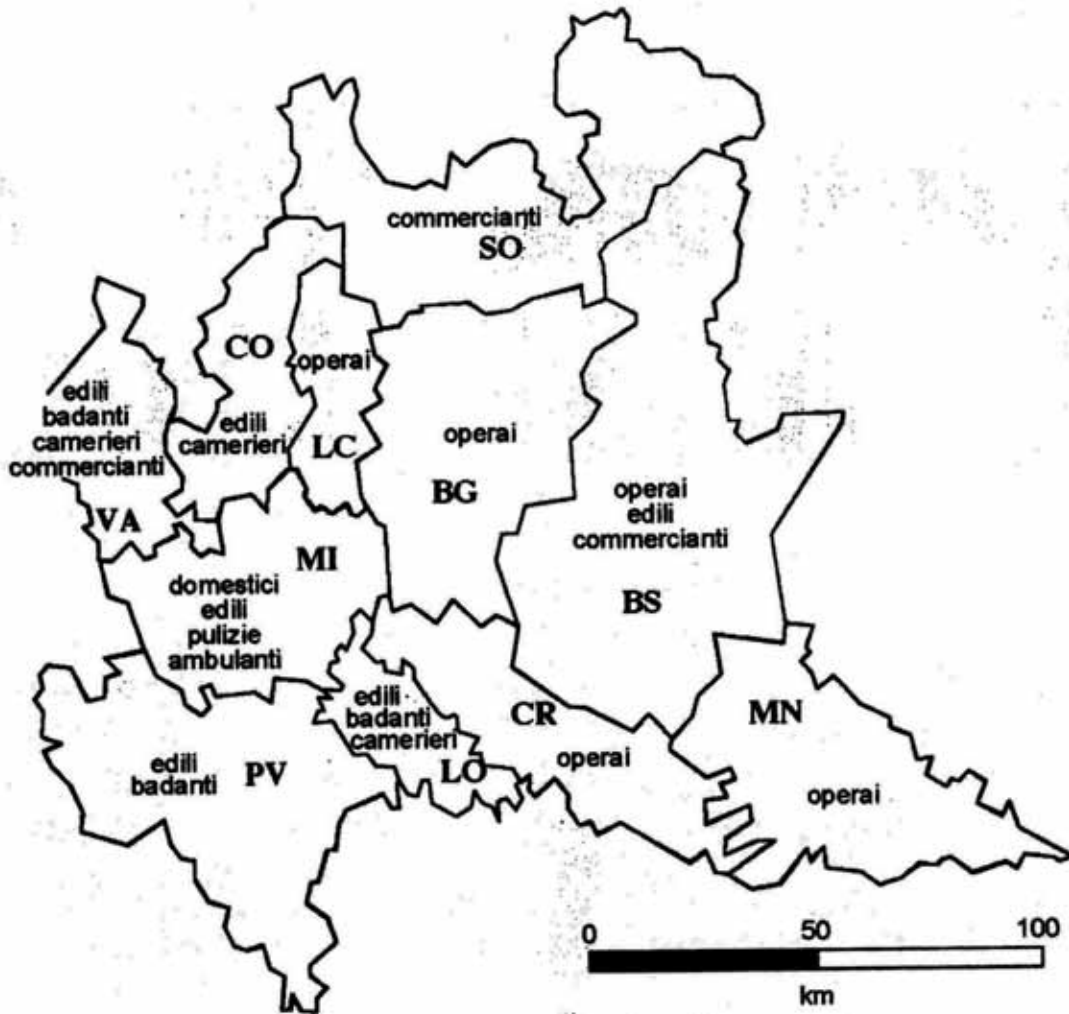 commercianti
SO
CO
operai
edili
badanti
camerieri
commercianti
edili
camerieri
LC
operai
BG
VA
operai
edili
commercianti
MI
domestici
edili
pulizie
ambulanti
BS
edili
badanti
camerieri
CR
MN
edili
badanti
PV
LO
operai
operai
0 50 100
km